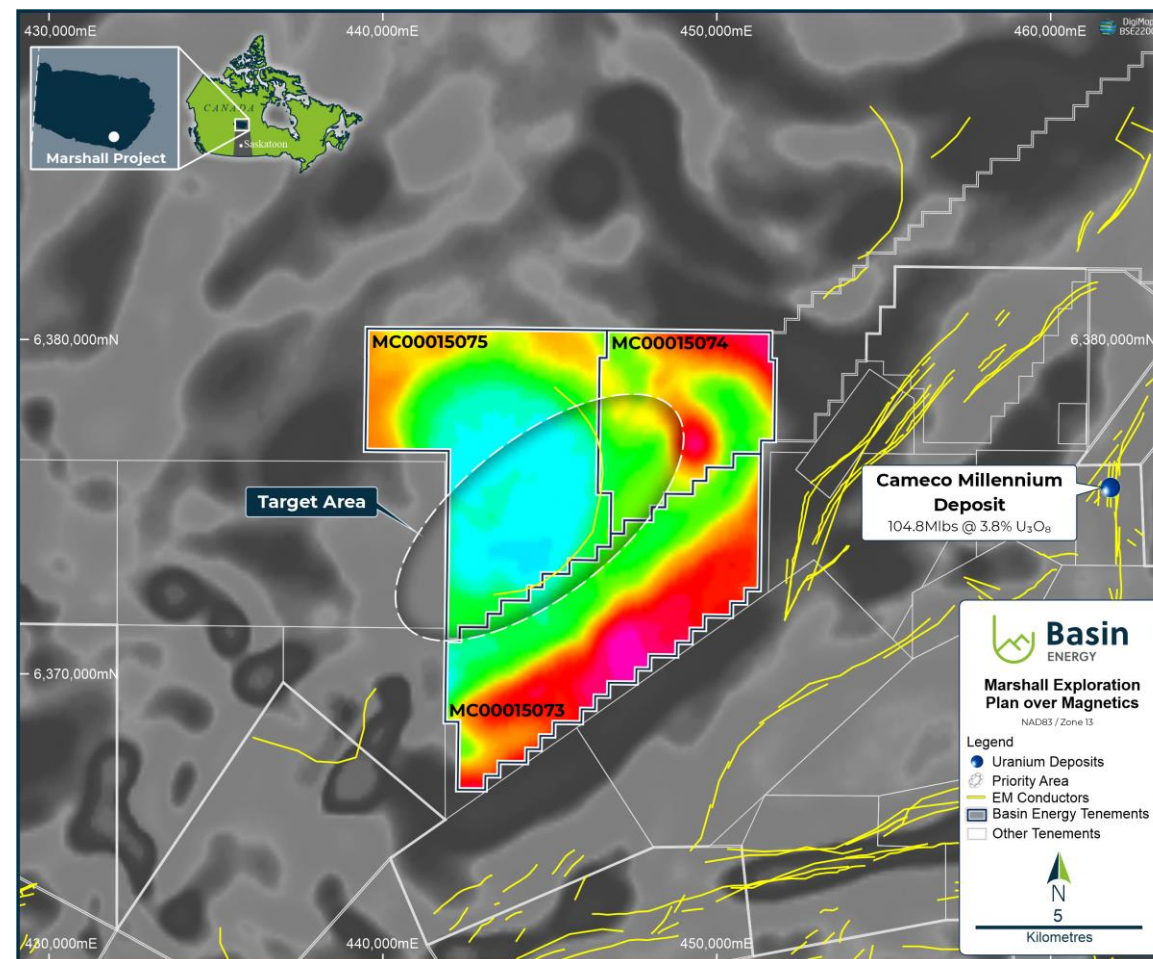 430,000mE
440,000mE
450,000mE
460,000mE
DigiMap
CANADA
Saskatoon
Marshall Project
6,380,000mN
MC00015075
MC00015074
6,380,000mN
Target Area
Cameco Millennium
Deposit
104.8Mlbs @ 3.8% U₃O₈
6,370,000mN
MC00015073
Basin
ENERGY
Marshall Exploration
Plan over Magnetics
NAD83 / Zone 13
Legend
Uranium Deposits
Priority Area
EM Conductors
Basin Energy Tenements
Other Tenements
N
5
Kilometres
430,000mE
440,000mE
450,000mE